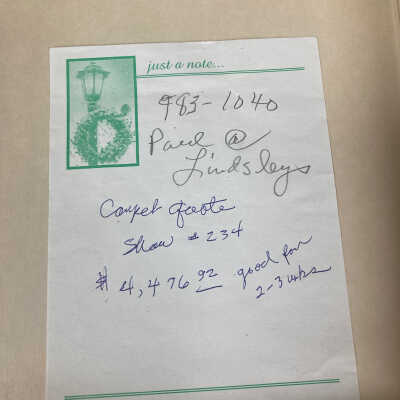 just a note...
983-1040
Paul @
Lindsleys
Carpet Quote
Shaw # 234
$ 4,476 92 good for
2-3 wks